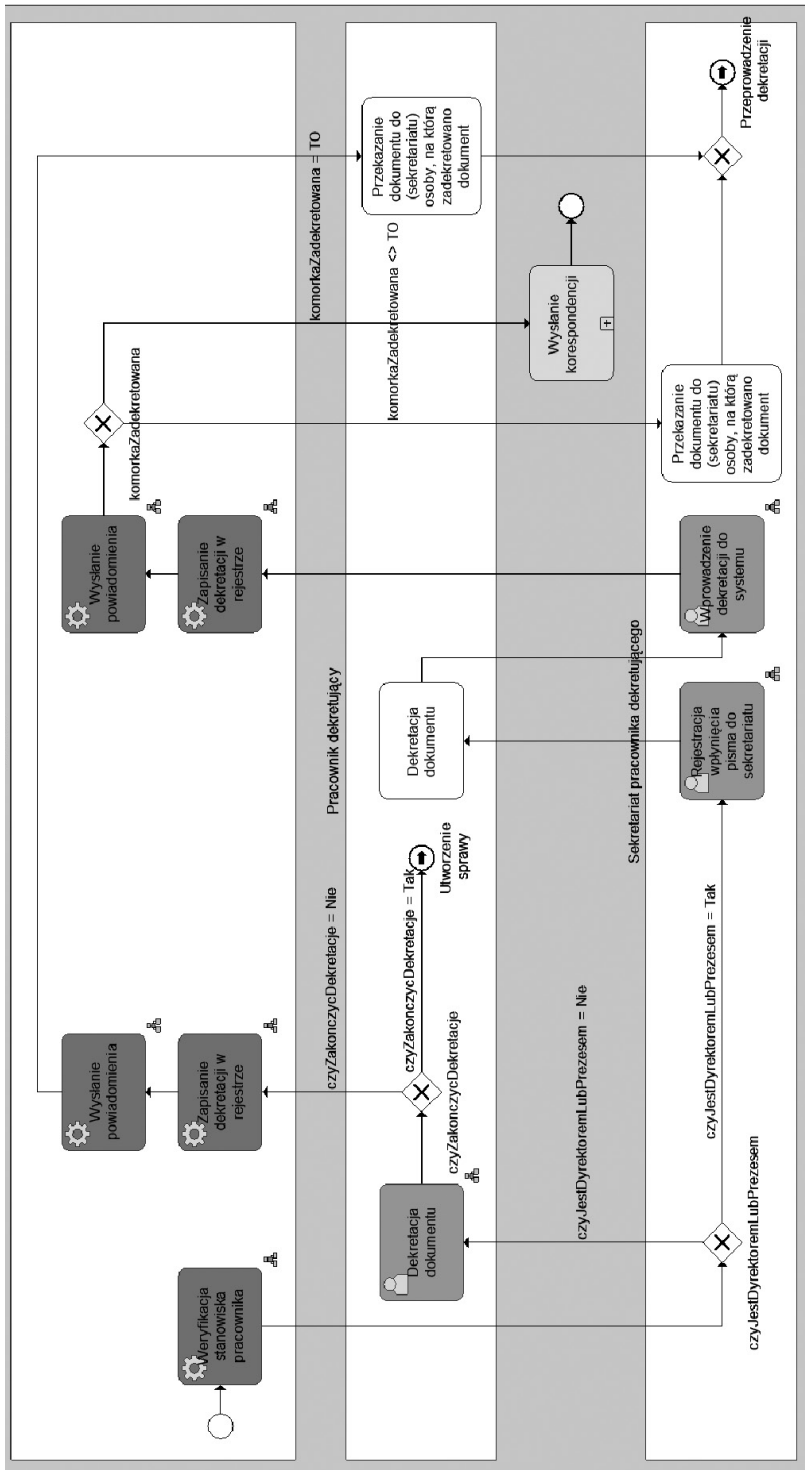 Weryfikacja
stanowiska
pracownika
Wysłanie
powiadomienia
Zapisanie
dekretacji w
rejestrze
Wysłanie
powiadomienia
Zapisanie
dekretacji w
rejestrze
komorkaZadekretowana
czyZakonczycDekretacje = Nie
Pracownik dekretujący
komorkaZadekretowana = TO
Dekretacja
dokumentu
czyZakonczycDekretacje
czyZakonczycDekretacje = Tak
Utworzenie
sprawy
Dekretacja
dokumentu
Przekazanie
dokumentu do
(sekretariatu)
osoby, na którą
zadekretowano
dokument
komorkaZadekretowana <> TO
czyJestDyrektoremLubPrezesem = Nie
Wysłanie
korespondencji
Sekretariat pracownika dekretującego
czyJestDyrektoremLubPrezesem
czyJestDyrektoremLubPrezesem = Tak
Rejestracja
wpłynięcia
pisma do
sekretariatu
Wprowadzenie
dekretacji do
systemu
Przekazanie
dokumentu do
(sekretariatu)
osoby, na którą
zadekretowano
dokument
Przeprowadzenie
dekretacji